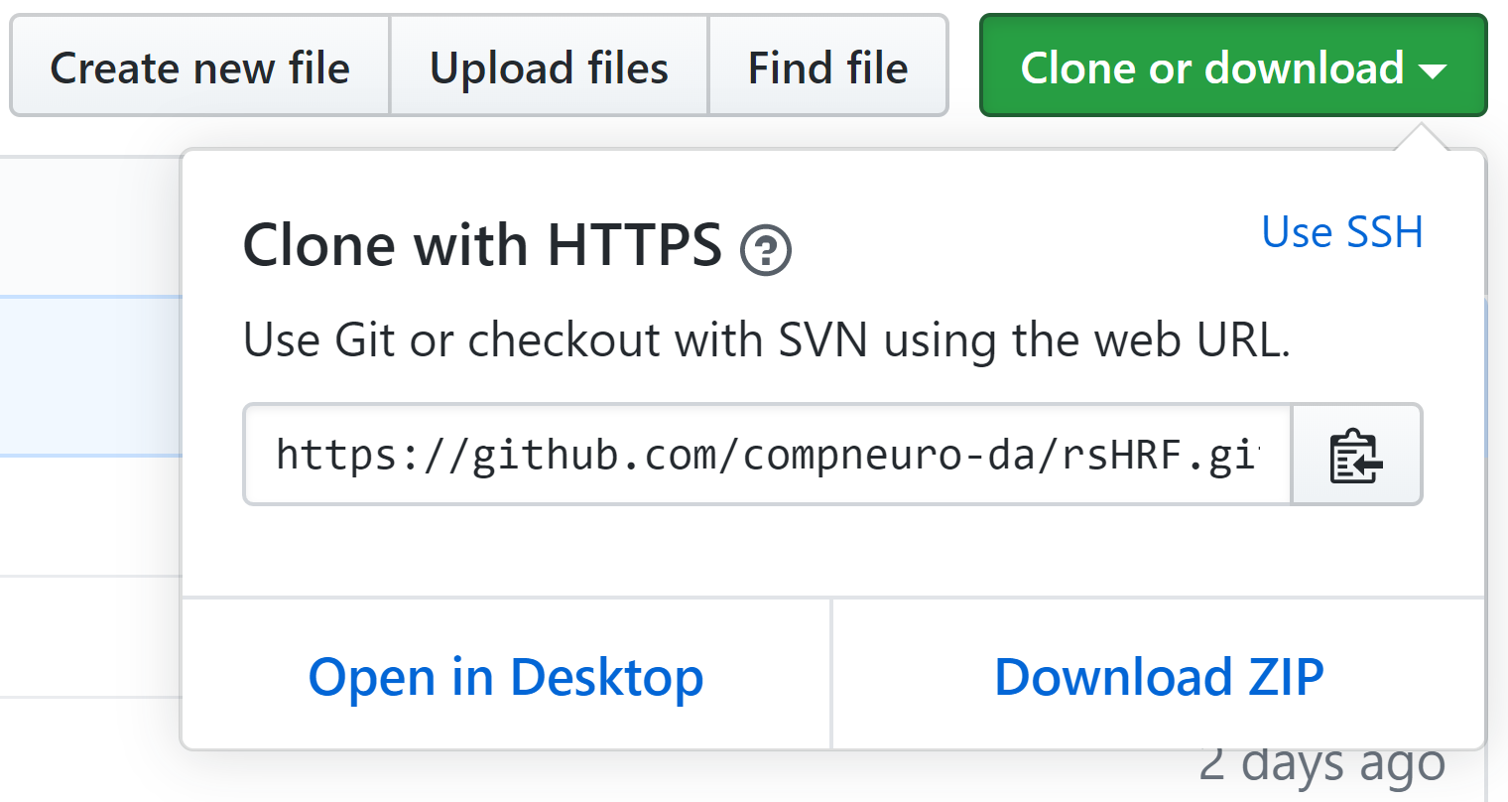 Create new file Upload files Find file Clone or download
Clone with HTTPS Use SSH
Use Git or checkout with SVN using the web URL.
https://github.com/compneuro-da/rsHRF.git
Open in Desktop Download ZIP
2 days ago